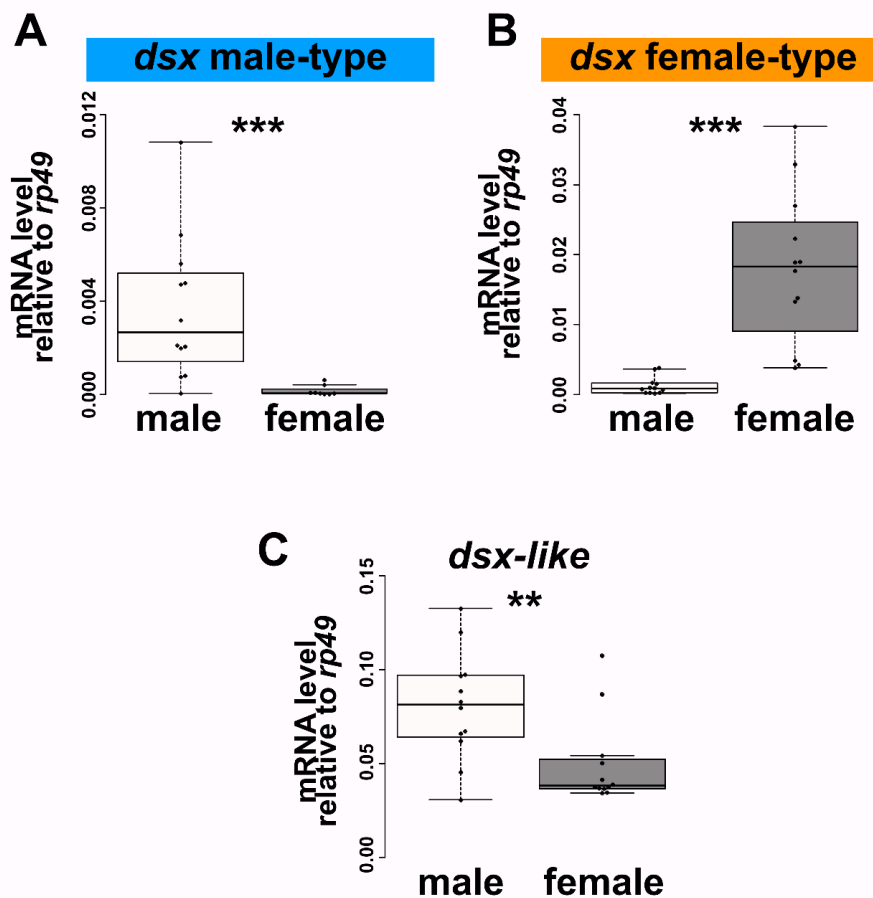 A
dsx male-type
***
mRNA level
relative to rp49
0.012
0.008
0.004
0.000
male female
B
dsx female-type
***
mRNA level
relative to rp49
0.04
0.03
0.02
0.01
0.00
male female
C
dsx-like
**
mRNA level
relative to rp49
0.15
0.10
0.05
0.00
male female